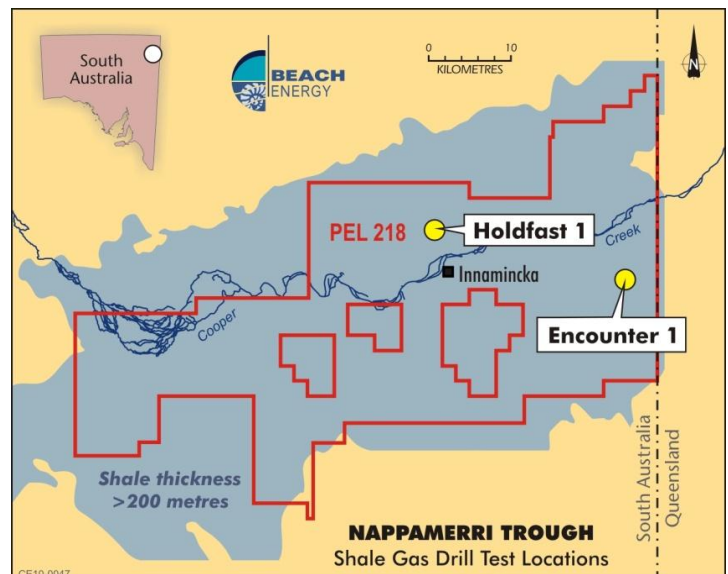 South
Australia
BEACH
ENERGY
0 10
KILOMETRES
N
PEL 218
Holdfast 1
Creek
Innamincka
Cooper
Encounter 1
Shale thickness
>200 metres
South Australia
Queensland
NAPPAMERRI TROUGH
Shale Gas Drill Test Locations